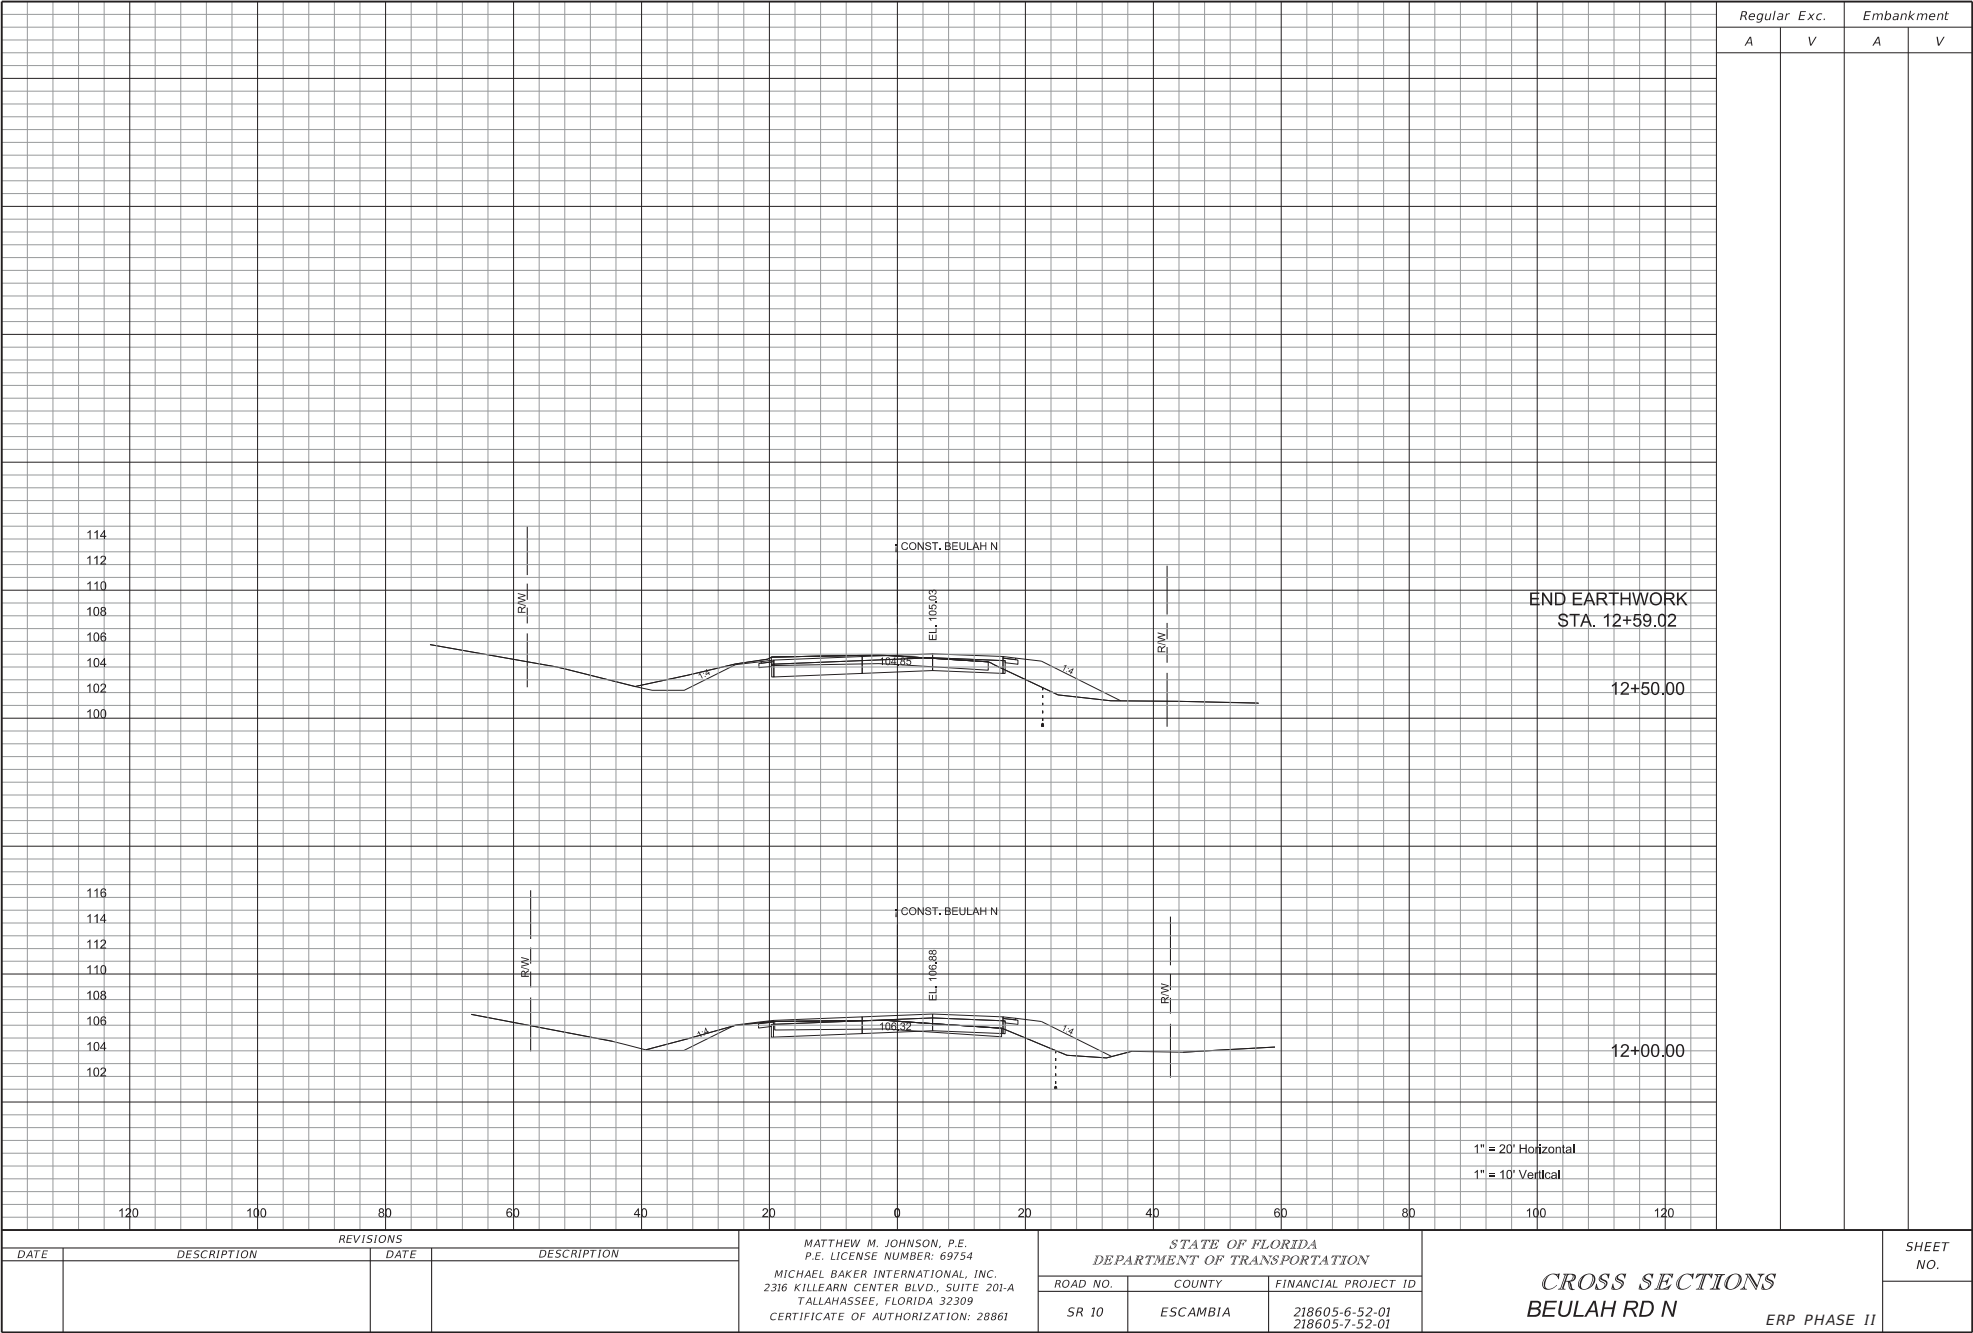 Regular Exc. Embankment
A V A V
114
CONST. BEULAH N
112
110
R/W
EL. 105.03
END EARTHWORK
108
STA. 12+59.02
106
R/W
104
104.85
1:4
1:4
102
12+50.00
100
116
114
CONST. BEULAH N
112
110
R/W
EL. 106.88
108
R/W
106
106.32
1:4
1:4
104
12+00.00
102
1" = 20' Horizontal
1" = 10' Vertical
120 100 80 60 40 20 0 20 40 60 80 100 120
REVISIONS
DATE DESCRIPTION DATE DESCRIPTION
MATTHEW M. JOHNSON, P.E.
P.E. LICENSE NUMBER: 69754
MICHAEL BAKER INTERNATIONAL, INC.
2316 KILLEARN CENTER BLVD., SUITE 201-A
TALLAHASSEE, FLORIDA 32309
CERTIFICATE OF AUTHORIZATION: 28861
STATE OF FLORIDA
DEPARTMENT OF TRANSPORTATION
ROAD NO. COUNTY FINANCIAL PROJECT ID
SR 10 ESCAMBIA 218605-6-52-01
218605-7-52-01
CROSS SECTIONS
BEULAH RD N
ERP PHASE II
SHEET
NO.